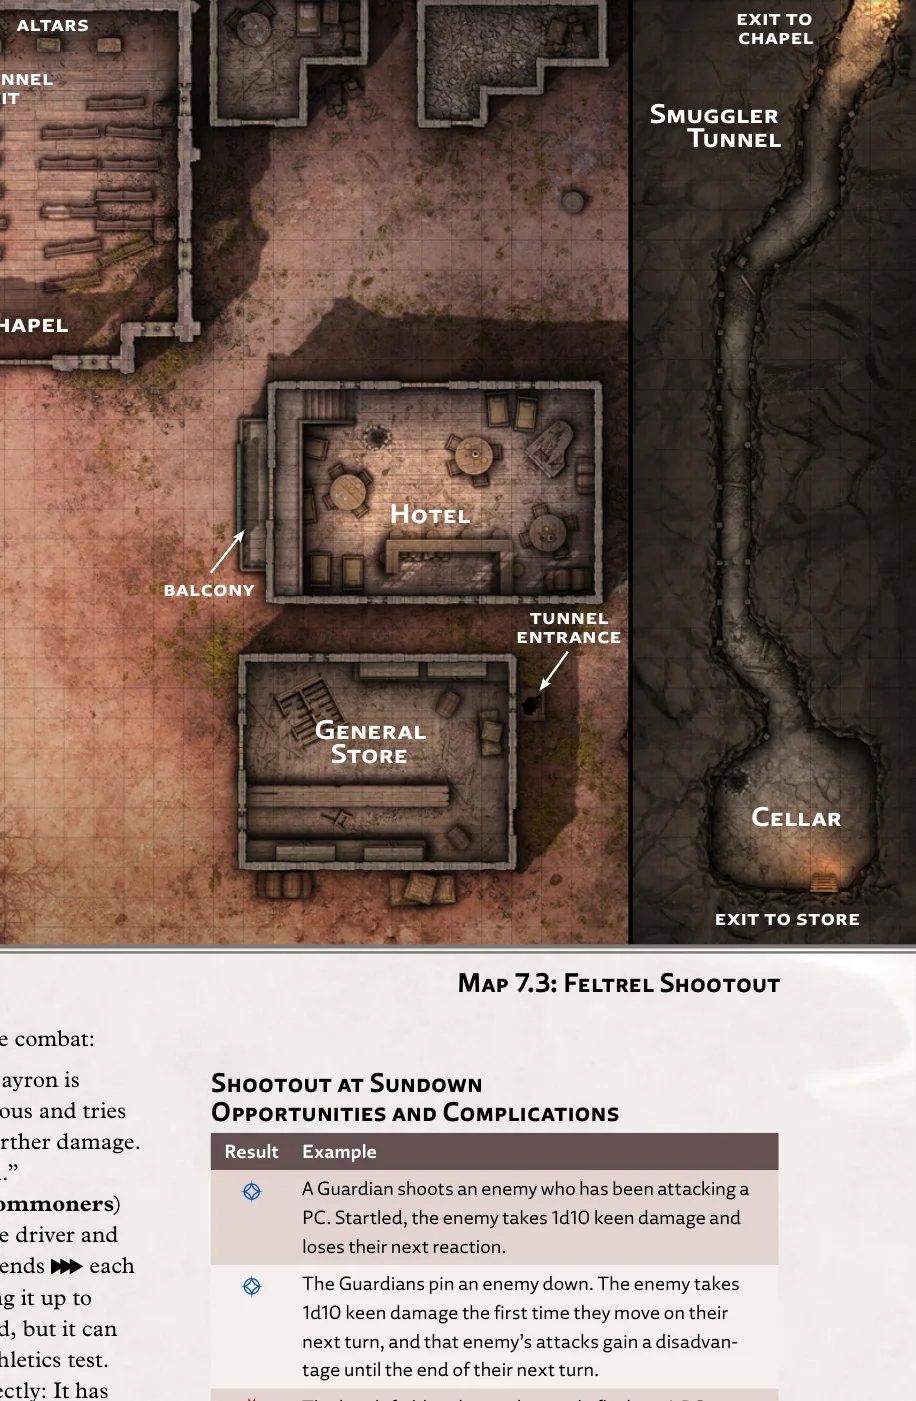 ALTARS
NNEL
IT
HAPEL
EXIT TO
CHAPEL
SMUGGLER
TUNNEL
HOTEL
BALCONY
TUNNEL
ENTRANCE
GENERAL
STORE
CELLAR
EXIT TO STORE
MAP 7.3: FELTREL SHOOTOUT
e combat:
ayron is
ous and tries
rther damage.
.”
ommoners)
e driver and
ends each
g it up to
d, but it can
hletics test.
ectly: It has
SHOOTOUT AT SUNDOWN
OPPORTUNITIES AND COMPLICATIONS
Result Example
A Guardian shoots an enemy who has been attacking a
PC. Startled, the enemy takes 1d10 keen damage and
loses their next reaction.
The Guardians pin an enemy down. The enemy takes
1d10 keen damage the first time they move on their
next turn, and that enemy’s attacks gain a disadvan-
tage until the end of their next turn.